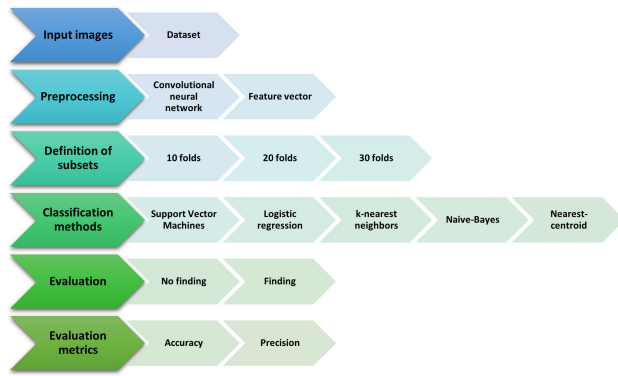 Input images
Dataset
Preprocessing
Convolutional
neural
network
Feature vector
Definition of
subsets
10 folds
20 folds
30 folds
Classification
methods
Support Vector
Machines
Logistic
regression
k-nearest
neighbors
Naive-Bayes
Nearest-
centroid
Evaluation
No finding
Finding
Evaluation
metrics
Accuracy
Precision